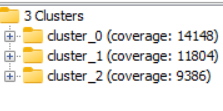 3 Clusters
cluster_0 (coverage: 14148)
cluster_1 (coverage: 11804)
cluster_2 (coverage: 9386)